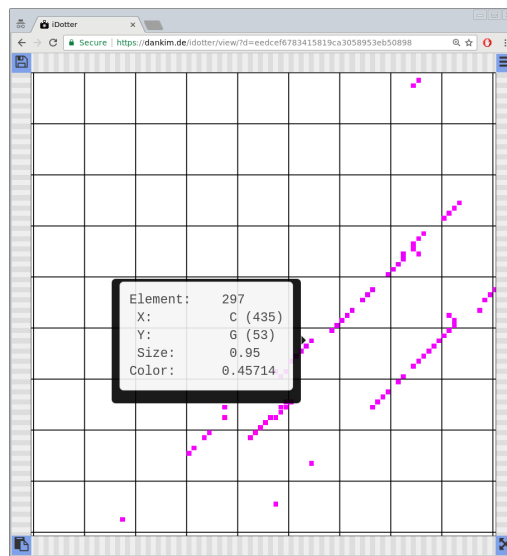 iDotter
Secure | https://dankim.de/idotter/view/?d=eedcef6783415819ca3058953eb50898
Element: 297
X: C (435)
Y: G (53)
Size: 0.95
Color: 0.45714